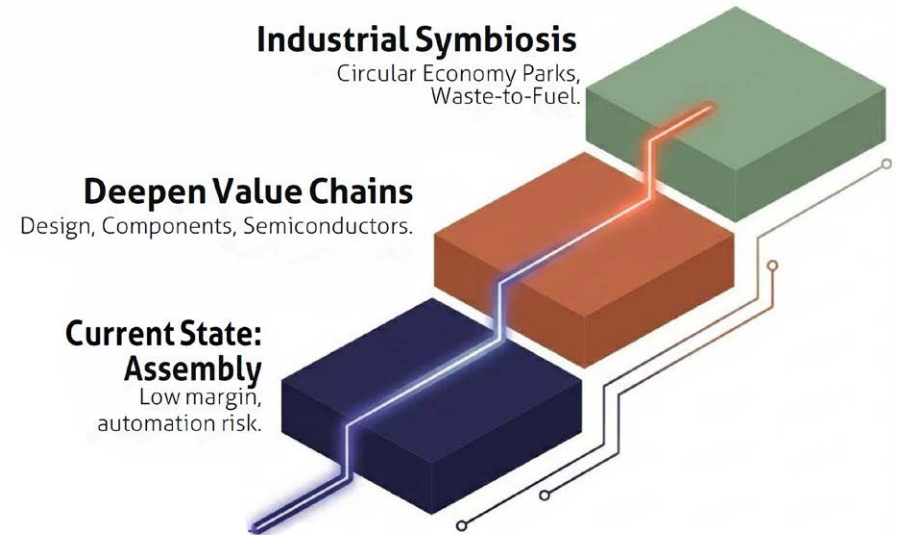 Industrial Symbiosis
Circular Economy Parks,
Waste-to-Fuel.
Deepen Value Chains
Design, Components, Semiconductors.
Current State:
Assembly
Low margin,
automation risk.